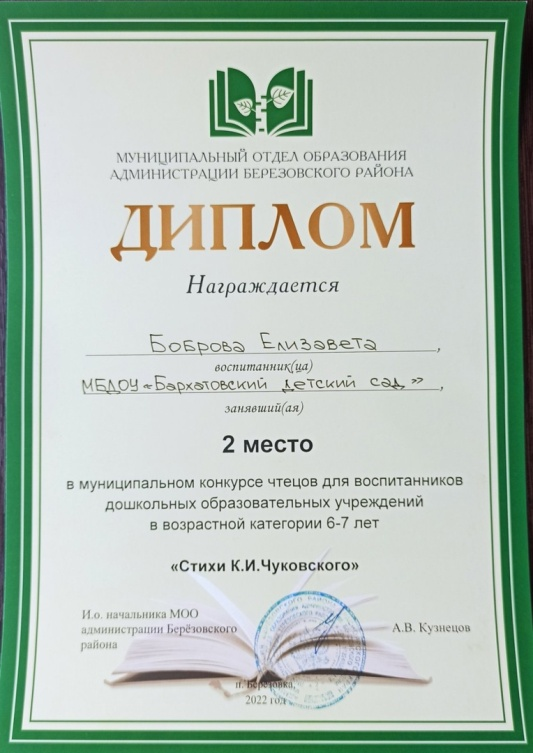 МУНИЦИПАЛЬНЫЙ ОТДЕЛ ОБРАЗОВАНИЯ
АДМИНИСТРАЦИИ БЕРЕЗОВСКОГО РАЙОНА
ДИПЛОМ
Награждается
Боброва Елизавета,
воспитанник(ца)
МБДОУ «Бархатовский детский сад»,
занявший(ая)
2 место
в муниципальном конкурсе чтецов для воспитанников
дошкольных образовательных учреждений
в возрастной категории 6-7 лет
«Стихи К.И.Чуковского»
И.о. начальника МОО
администрации Берёзовского
района
А.В. Кузнецов
п. Березовка,
2022 год